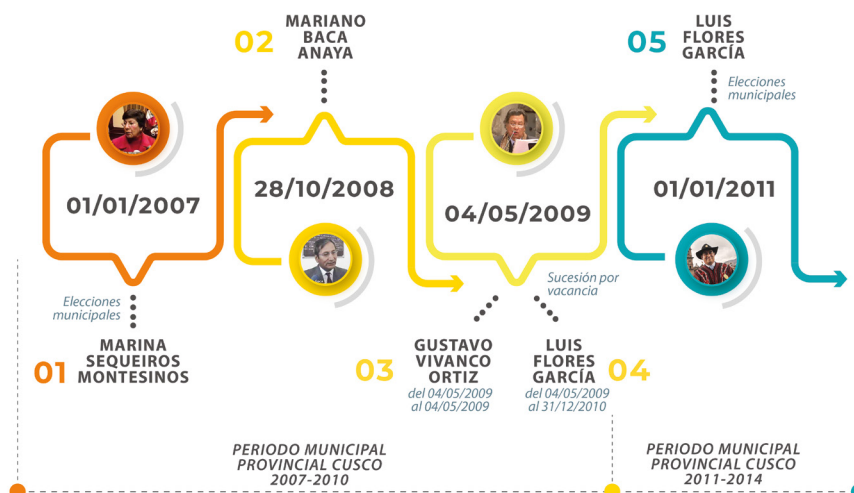 01
MARINA
SEQUEIROS
MONTESINOS
Elecciones
municipales
01/01/2007
02
MARIANO
BACA
ANAYA
28/10/2008
04/05/2009
03
GUSTAVO
VIVANCO
ORTIZ
del 04/05/2009
al 04/05/2009
Sucesión por
vacancia
LUIS
FLORES
GARCÍA
04
del 04/05/2009
al 31/12/2010
05
LUIS
FLORES
GARCÍA
Elecciones
municipales
01/01/2011
PERIODO MUNICIPAL
PROVINCIAL CUSCO
2007-2010
PERIODO MUNICIPAL
PROVINCIAL CUSCO
2011-2014